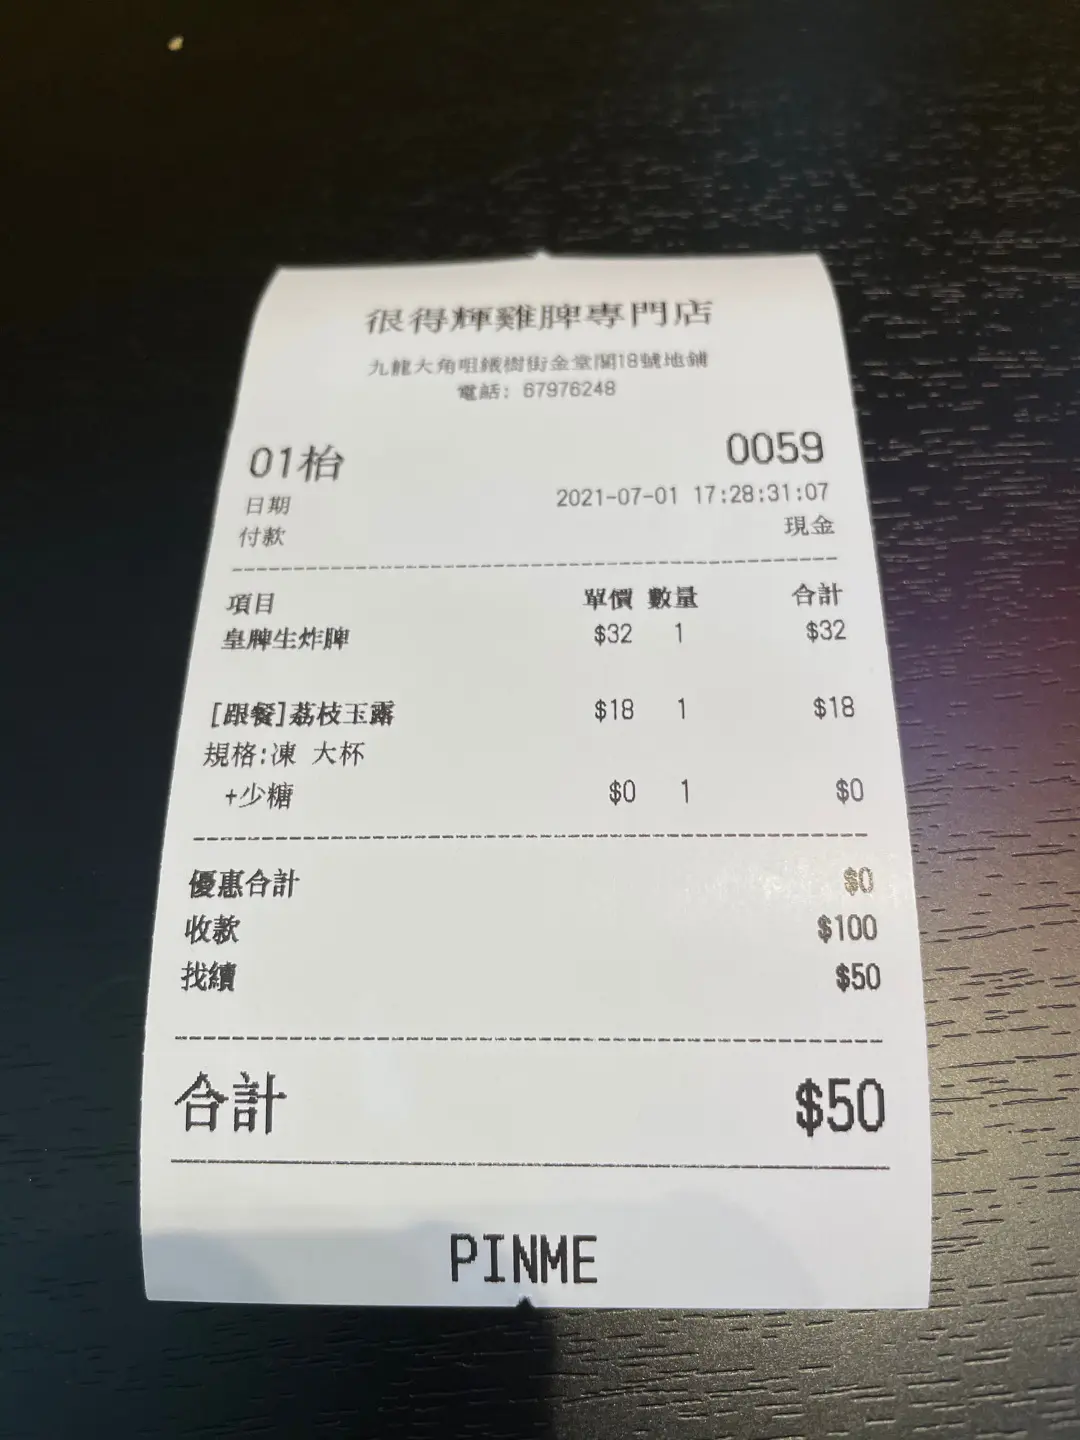 很得輝雞脾專門店
九龍大角咀鐵樹街金堂閣18號地鋪
電話: 67976248
01枱 0059
日期 2021-07-01 17:28:31:07
付款 現金
項目 單價 數量 合計
皇牌生炸脾 $32 1 $32
[跟餐]荔枝玉露 $18 1 $18
規格:凍 大杯
+少糖 $0 1 $0
優惠合計 $0
收款 $100
找續 $50
合計 $50
PINME